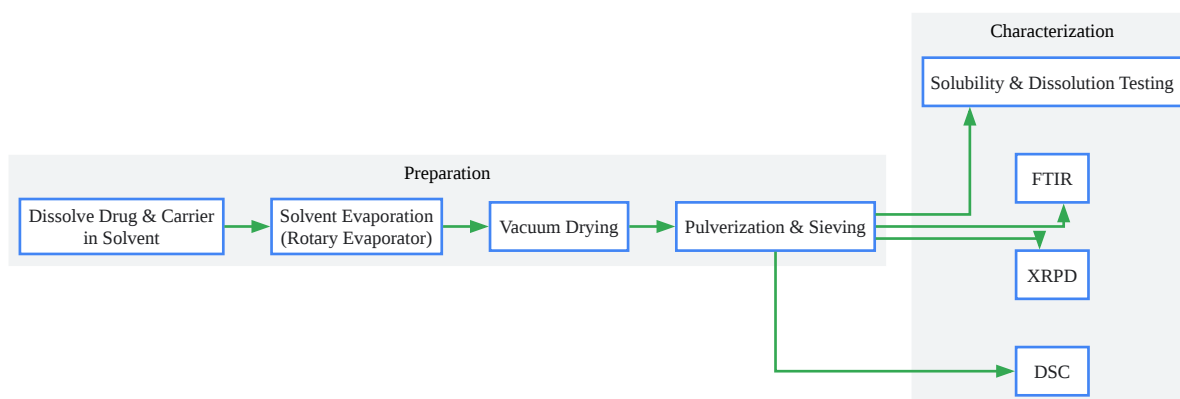 Characterization
Solubility & Dissolution Testing
Preparation
FTIR
Dissolve Drug & Carrier
in Solvent
Solvent Evaporation
(Rotary Evaporator)
Vacuum Drying
Pulverization & Sieving
XRPD
DSC